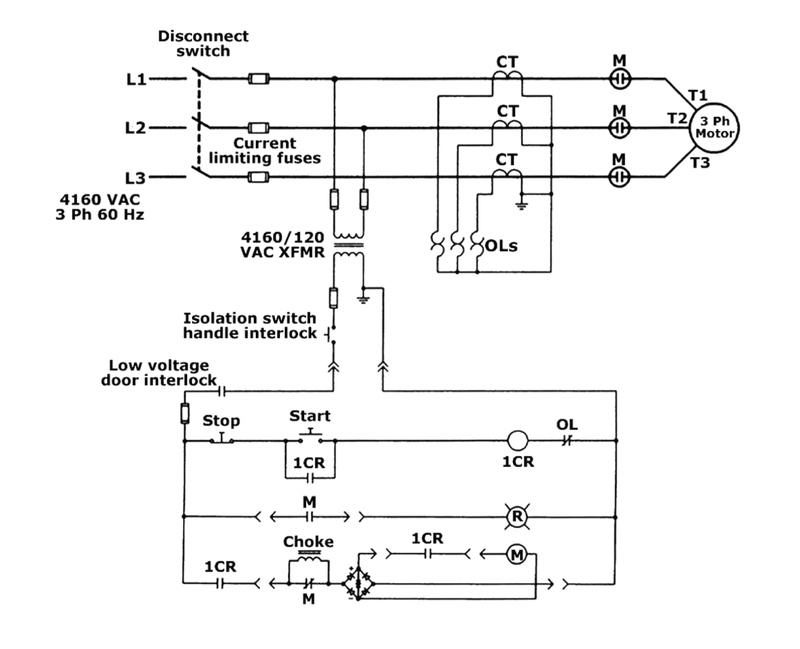 Disconnect
switch
L1
CT
M
T1
L2
CT
M
T2
3 Ph
Motor
Current
limiting fuses
CT
M
T3
L3
4160 VAC
3 Ph 60 Hz
4160/120
VAC XFMR
OLs
Isolation switch
handle interlock
Low voltage
door interlock
Stop
Start
OL
1CR
1CR
M
R
Choke
1CR
M
1CR
M
+
-